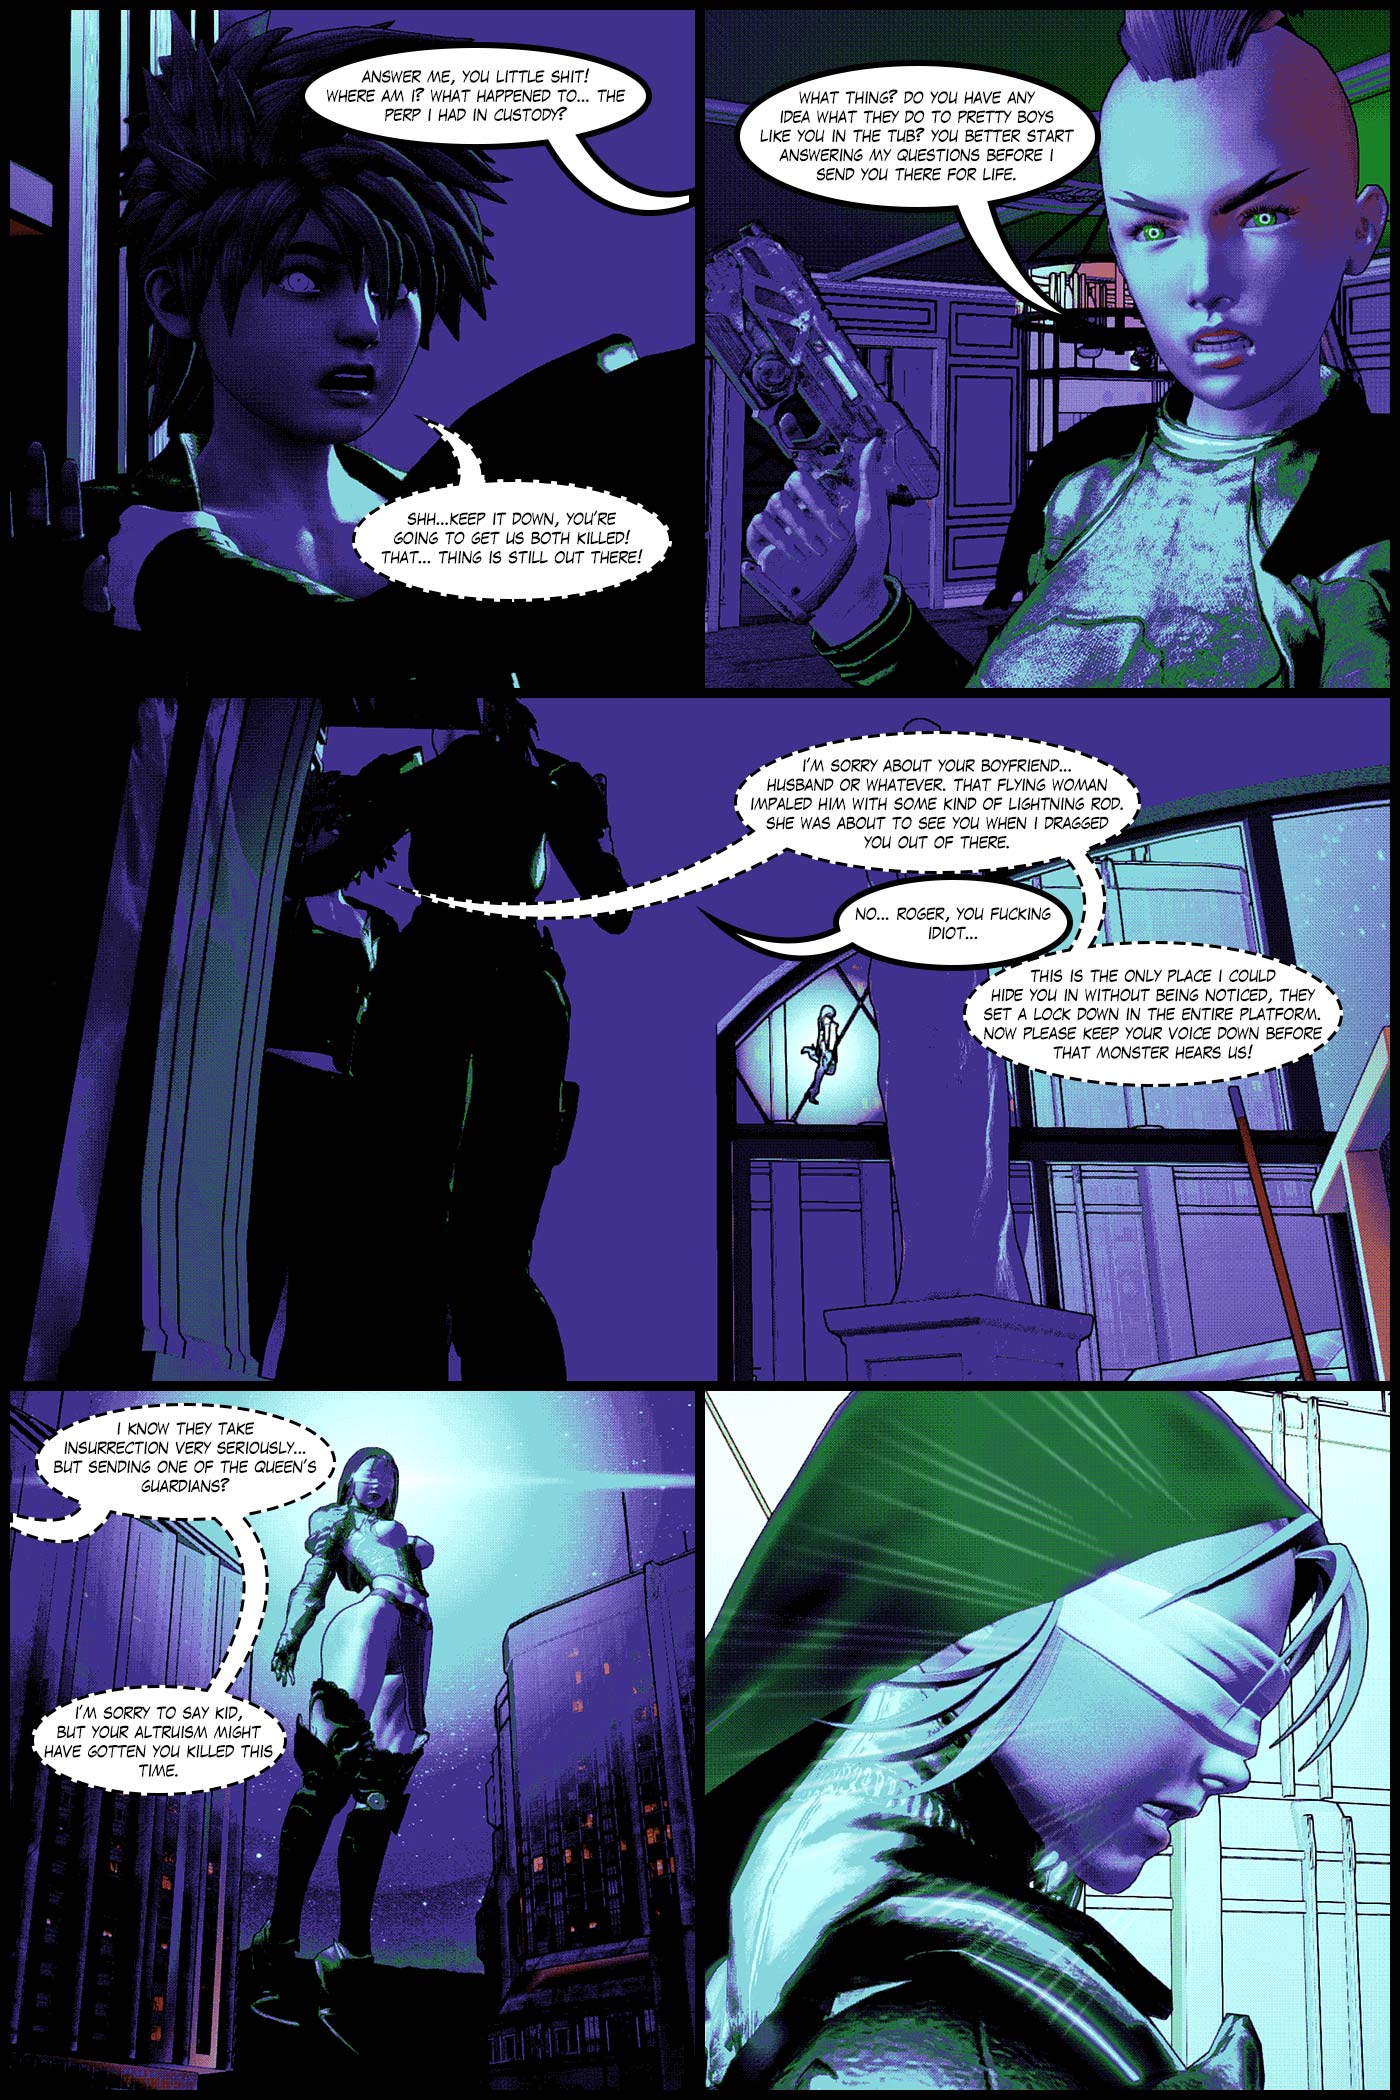 ANSWER ME, YOU LITTLE SHIT!
WHERE AM I? WHAT HAPPENED TO... THE
PERP I HAD IN CUSTODY?
SHH...KEEP IT DOWN, YOU'RE
GOING TO GET US BOTH KILLED!
THAT... THING IS STILL OUT THERE!
WHAT THING? DO YOU HAVE ANY
IDEA WHAT THEY DO TO PRETTY BOYS
LIKE YOU IN THE TUB? YOU BETTER START
ANSWERING MY QUESTIONS BEFORE I
SEND YOU THERE FOR LIFE.
I'M SORRY ABOUT YOUR BOYFRIEND...
HUSBAND OR WHATEVER. THAT FLYING WOMAN
IMPALED HIM WITH SOME KIND OF LIGHTNING ROD.
SHE WAS ABOUT TO SEE YOU WHEN I DRAGGED
YOU OUT OF THERE.
NO... ROGER, YOU FUCKING
IDIOT...
THIS IS THE ONLY PLACE I COULD
HIDE YOU IN WITHOUT BEING NOTICED, THEY
SET A LOCK DOWN IN THE ENTIRE PLATFORM.
NOW PLEASE KEEP YOUR VOICE DOWN BEFORE
THAT MONSTER HEARS US!
I KNOW THEY TAKE
INSURRECTION VERY SERIOUSLY...
BUT SENDING ONE OF THE QUEEN'S
GUARDIANS?
I'M SORRY TO SAY KID,
BUT YOUR ALTRUISM MIGHT
HAVE GOTTEN YOU KILLED THIS
TIME.